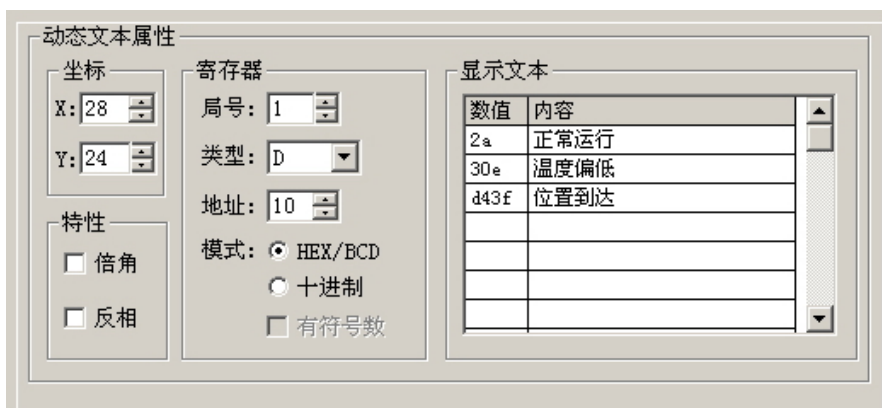 动态文本属性
坐标
X: 28
Y: 24
特性
倍角
反相
寄存器
局号: 1
类型: D
地址: 10
模式: HEX/BCD
十进制
有符号数
显示文本
数值 内容
2a 正常运行
30e 温度偏低
d43f 位置到达